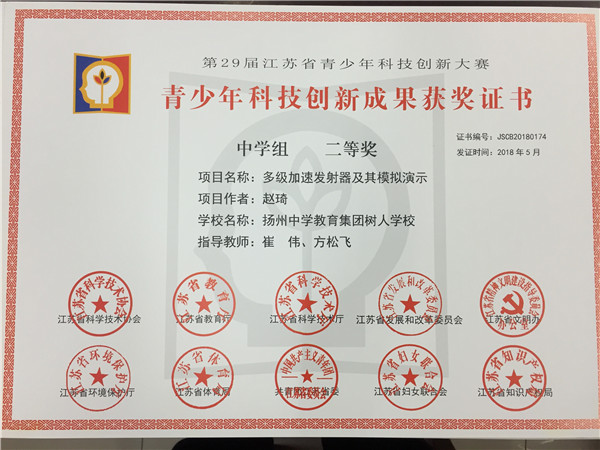 第29届江苏省青少年科技创新大赛
青少年科技创新成果获奖证书
证书编号：JSCB20180174
发证时间：2018年5月
中学组 二等奖
项目名称：多级加速发射器及其模拟演示
项目作者：赵琦
学校名称：扬州中学教育集团树人学校
指导教师：崔 伟、方松飞
江苏省科学技术协会
江苏省教育厅
江苏省科学技术厅
江苏省发展和改革委员会
江苏省文明办
江苏省环境保护厅
江苏省体育局
共青团江苏省委
江苏省妇女联合会
江苏省知识产权局